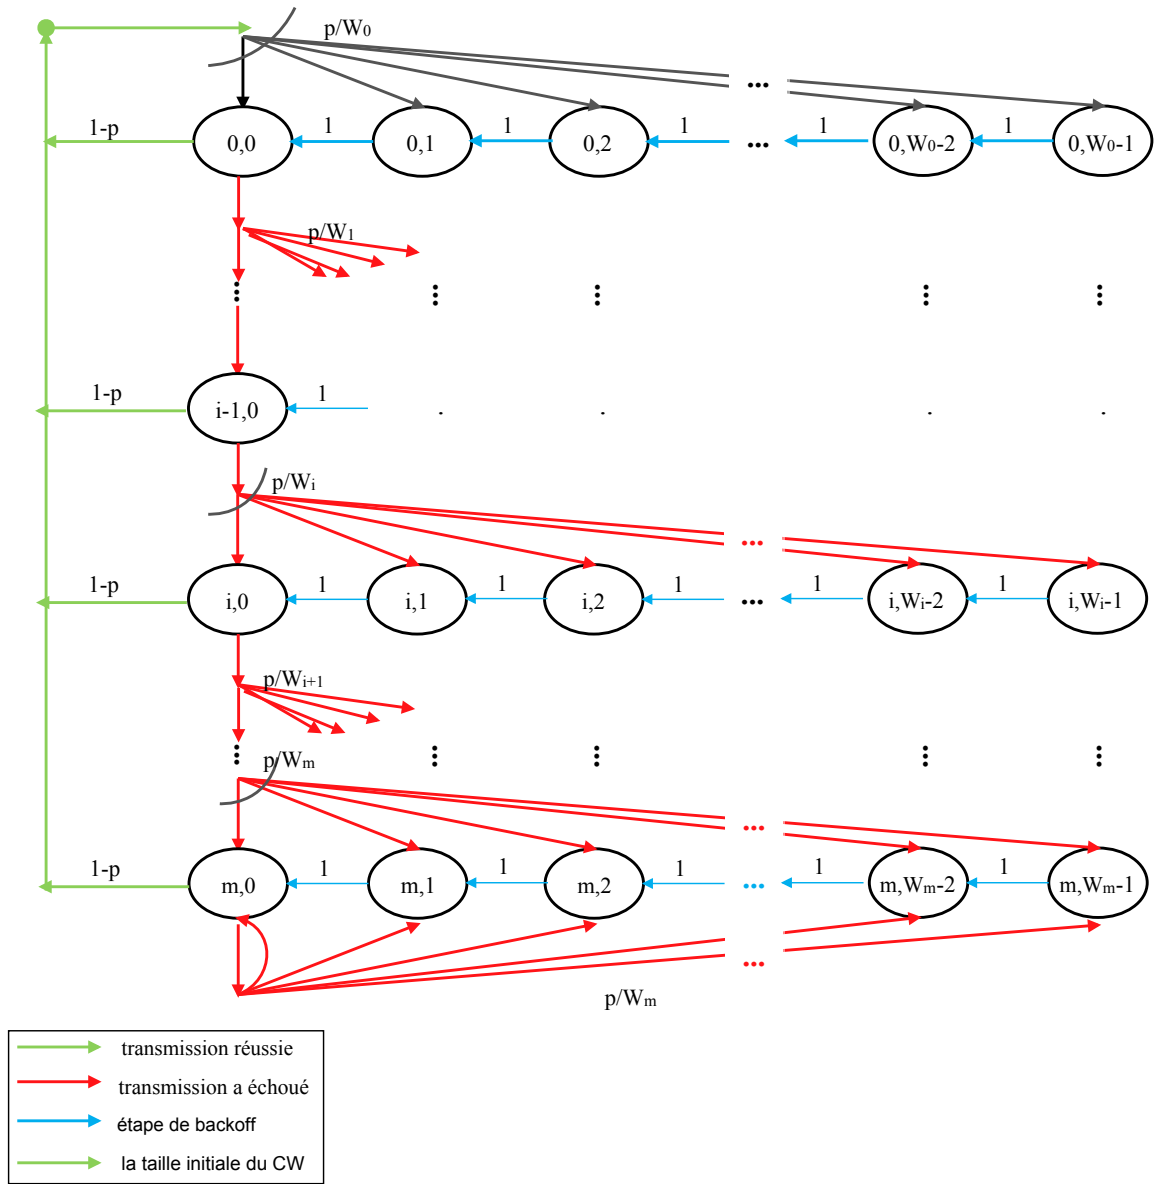 p/W0
...
1-p 0,0 1 0,1 1 0,2 1 ... 1 0,W0-2 1 0,W0-1
p/W1
1-p i-1,0 1
p/Wi
...
1-p i,0 1 i,1 1 i,2 1 ... 1 i,Wi-2 1 i,Wi-1
p/Wi+1
p/Wm
...
1-p m,0 1 m,1 1 m,2 1 ... 1 m,Wm-2 1 m,Wm-1
...
p/Wm
transmission réussie
transmission a échoué
étape de backoff
la taille initiale du CW